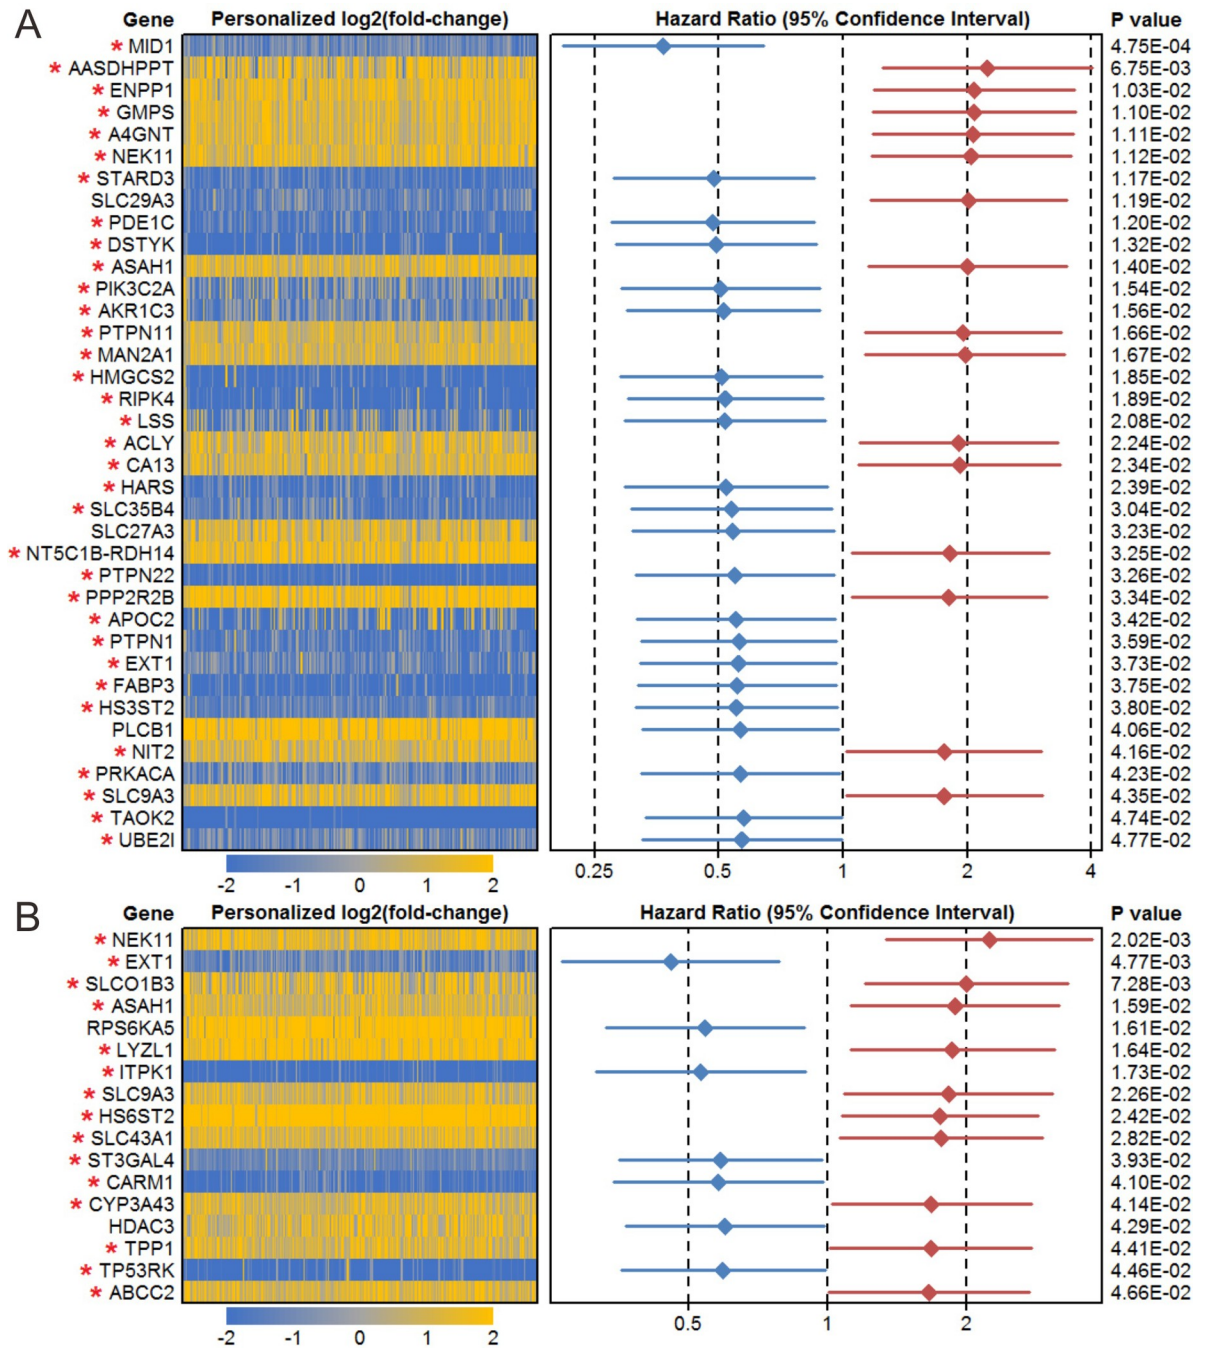 A Gene Personalized log2(fold-change) Hazard Ratio (95% Confidence Interval) P value
* MID1 4.75E-04
* AASDHPPT 6.75E-03
* ENPP1 1.03E-02
* GMPS 1.10E-02
* A4GNT 1.11E-02
* NEK11 1.12E-02
* STARD3 1.17E-02
SLC29A3 1.19E-02
* PDE1C 1.20E-02
* DSTYK 1.32E-02
* ASAH1 1.40E-02
* PIK3C2A 1.54E-02
* AKR1C3 1.56E-02
* PTPN11 1.66E-02
* MAN2A1 1.67E-02
* HMGCS2 1.85E-02
* RIPK4 1.89E-02
* LSS 2.08E-02
* ACLY 2.24E-02
* CA13 2.34E-02
* HARS 2.39E-02
* SLC35B4 3.04E-02
SLC27A3 3.23E-02
* NT5C1B-RDH14 3.25E-02
* PTPN22 3.26E-02
* PPP2R2B 3.34E-02
* APOC2 3.42E-02
* PTPN1 3.59E-02
* EXT1 3.73E-02
* FABP3 3.75E-02
* HS3ST2 3.80E-02
PLCB1 4.06E-02
* NIT2 4.16E-02
* PRKACA 4.23E-02
* SLC9A3 4.35E-02
* TAOK2 4.74E-02
* UBE2I 4.77E-02
-2 -1 0 1 2 0.25 0.5 1 2 4
B Gene Personalized log2(fold-change) Hazard Ratio (95% Confidence Interval) P value
* NEK11 2.02E-03
* EXT1 4.77E-03
* SLCO1B3 7.28E-03
* ASAH1 1.59E-02
RPS6KA5 1.61E-02
* LYZL1 1.64E-02
* ITPK1 1.73E-02
* SLC9A3 2.26E-02
* HS6ST2 2.42E-02
* SLC43A1 2.82E-02
* ST3GAL4 3.93E-02
* CARM1 4.10E-02
* CYP3A43 4.14E-02
HDAC3 4.29E-02
* TPP1 4.41E-02
* TP53RK 4.46E-02
* ABCC2 4.66E-02
-2 -1 0 1 2 0.5 1 2